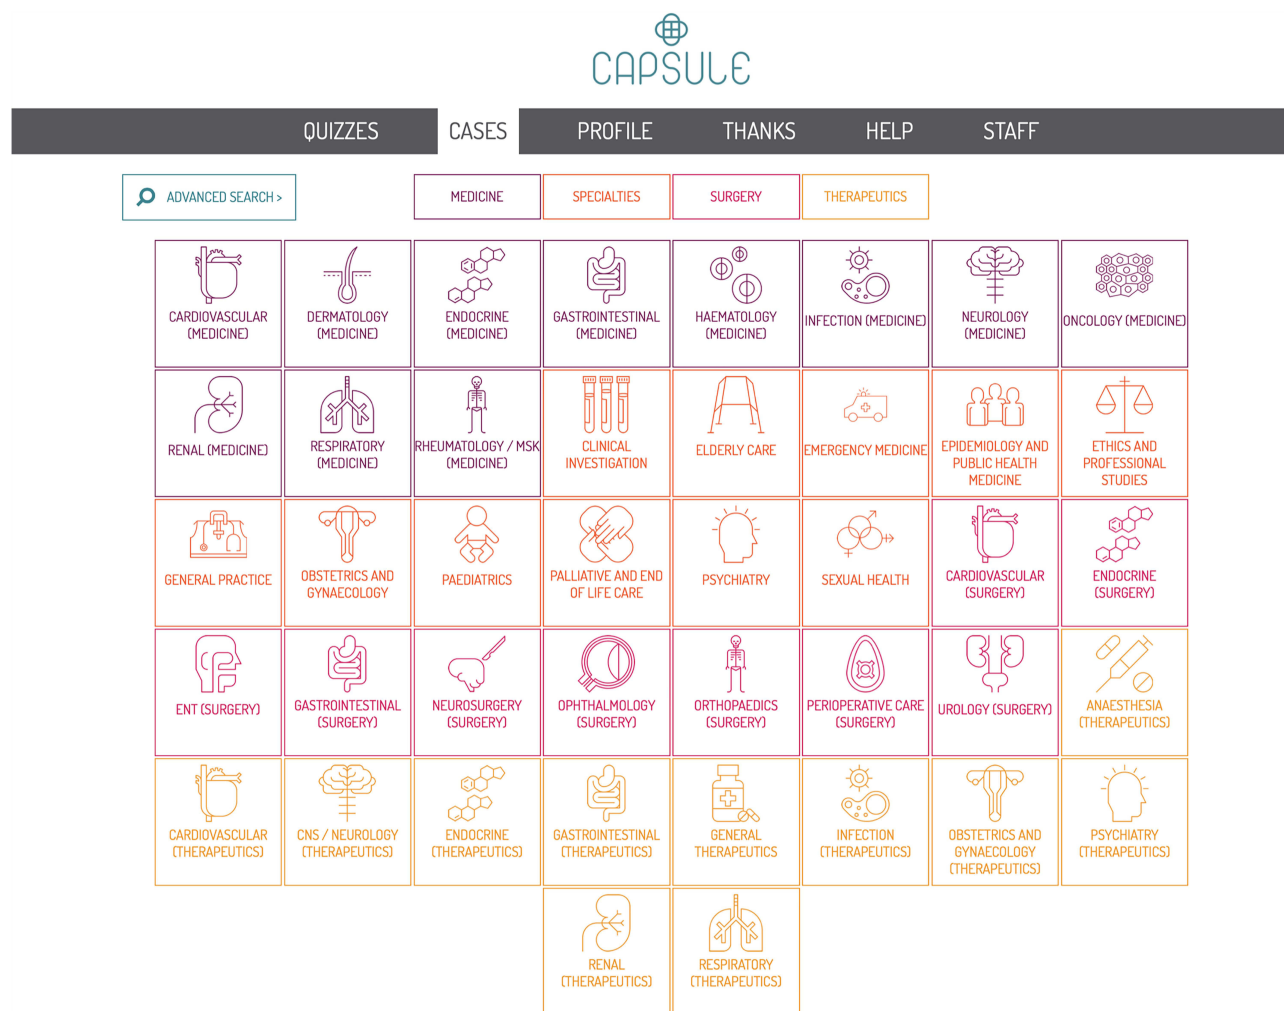 CAPSULE
QUIZZES CASES PROFILE THANKS HELP STAFF
ADVANCED SEARCH > MEDICINE SPECIALTIES SURGERY THERAPEUTICS
CARDIOVASCULAR
(MEDICINE)
DERMATOLOGY
(MEDICINE)
ENDOCRINE
(MEDICINE)
GASTROINTESTINAL
(MEDICINE)
HAEMATOLOGY
(MEDICINE)
INFECTION (MEDICINE)
NEUROLOGY
(MEDICINE)
ONCOLOGY (MEDICINE)
RENAL (MEDICINE)
RESPIRATORY
(MEDICINE)
RHEUMATOLOGY / MSK
(MEDICINE)
CLINICAL
INVESTIGATION
ELDERLY CARE
EMERGENCY MEDICINE
EPIDEMIOLOGY AND
PUBLIC HEALTH
MEDICINE
ETHICS AND
PROFESSIONAL
STUDIES
GENERAL PRACTICE
OBSTETRICS AND
GYNAECOLOGY
PAEDIATRICS
PALLIATIVE AND END
OF LIFE CARE
PSYCHIATRY
SEXUAL HEALTH
CARDIOVASCULAR
(SURGERY)
ENDOCRINE
(SURGERY)
ENT (SURGERY)
GASTROINTESTINAL
(SURGERY)
NEUROSURGERY
(SURGERY)
OPHTHALMOLOGY
(SURGERY)
ORTHOPAEDICS
(SURGERY)
PERIOPERATIVE CARE
(SURGERY)
UROLOGY (SURGERY)
ANAESTHESIA
(THERAPEUTICS)
CARDIOVASCULAR
(THERAPEUTICS)
CNS / NEUROLOGY
(THERAPEUTICS)
ENDOCRINE
(THERAPEUTICS)
GASTROINTESTINAL
(THERAPEUTICS)
GENERAL
THERAPEUTICS
INFECTION
(THERAPEUTICS)
OBSTETRICS AND
GYNAECOLOGY
(THERAPEUTICS)
PSYCHIATRY
(THERAPEUTICS)
RENAL
(THERAPEUTICS)
RESPIRATORY
(THERAPEUTICS)